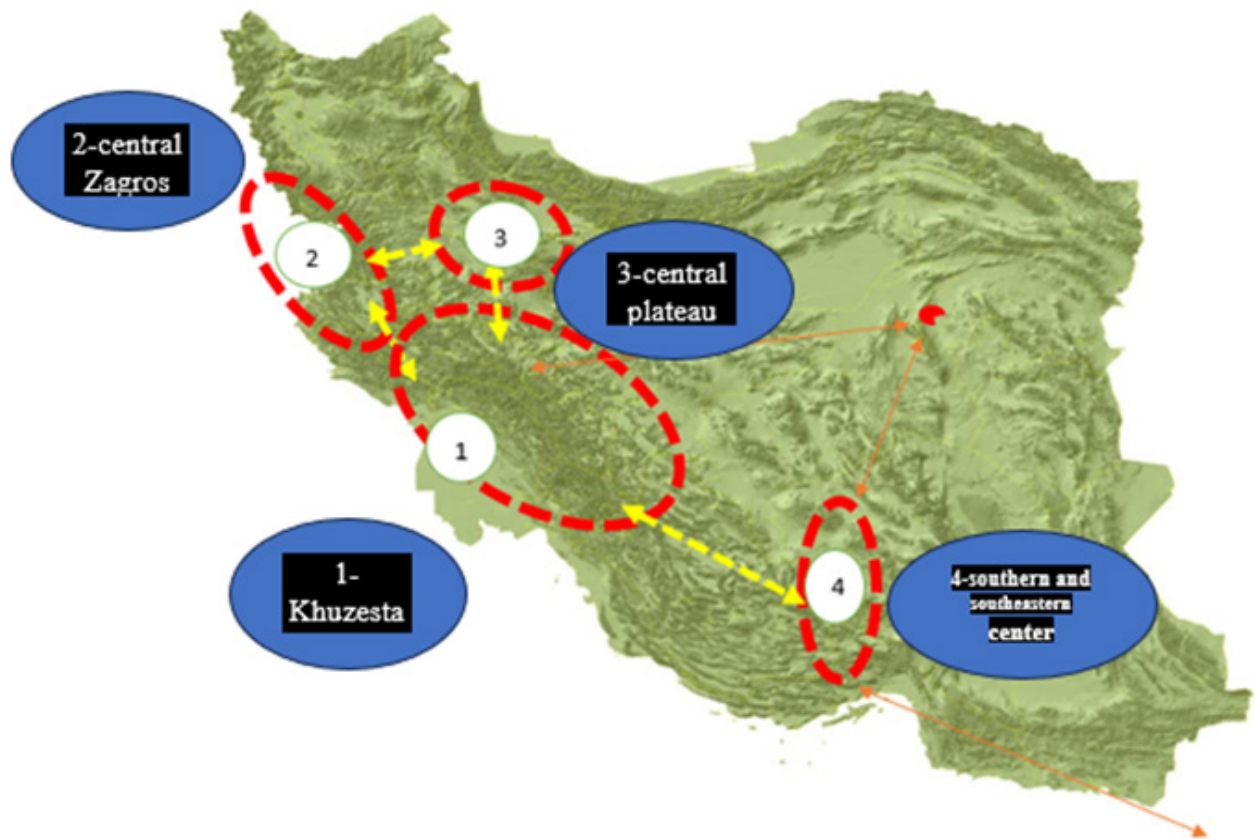 2-central
Zagros
2
3
3-central
plateau
1
1-
Khuzesta
4
4-southern and
southeastern
center